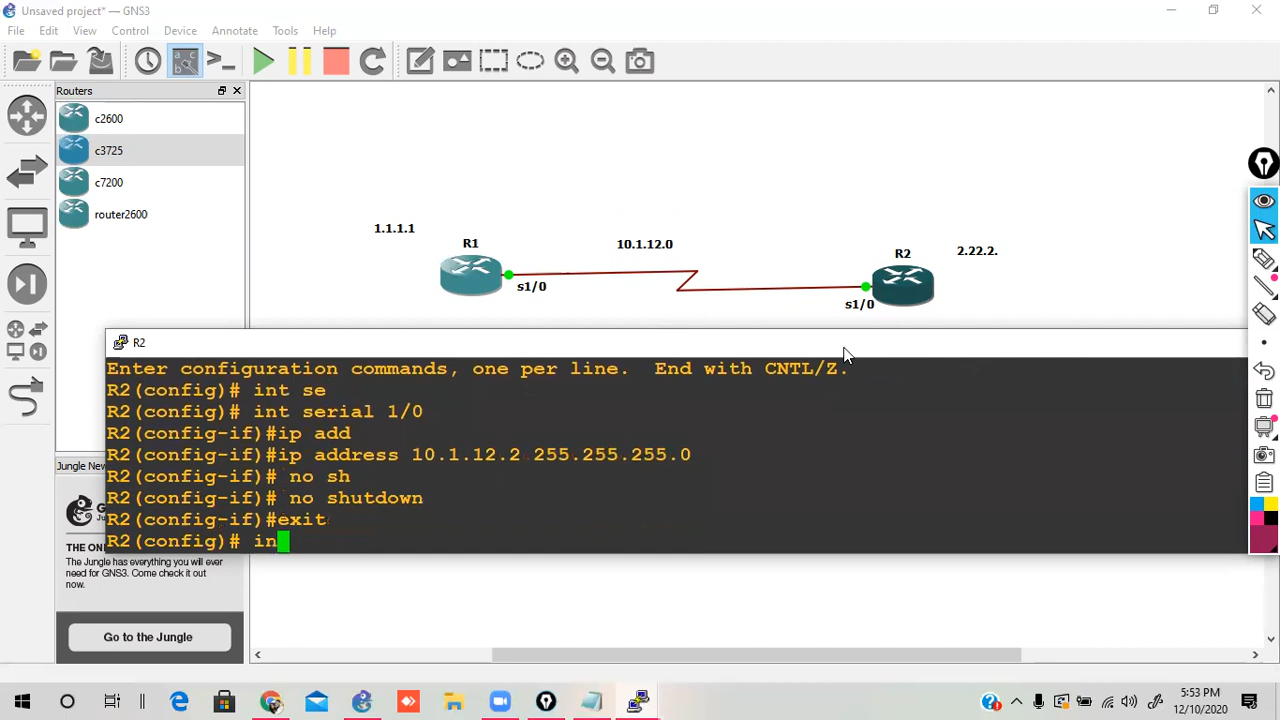 Unsaved project* — GNS3
File Edit View Control Device Annotate Tools Help
Routers
c2600
c3725
c7200
router2600
1.1.1.1
R1
s1/0
10.1.12.0
R2
2.22.2.
s1/0
R2
Enter configuration commands, one per line. End with CNTL/Z.
R2(config)# int se
R2(config)# int serial 1/0
R2(config-if)#ip add
R2(config-if)#ip address 10.1.12.2 255.255.255.0
R2(config-if)# no sh
R2(config-if)# no shutdown
R2(config-if)#exit
R2(config)# in
Jungle New
THE ON
The Jungle has everything you will ever
need for GNS3. Come check it out
now.
Go to the Jungle
5:53 PM
12/10/2020